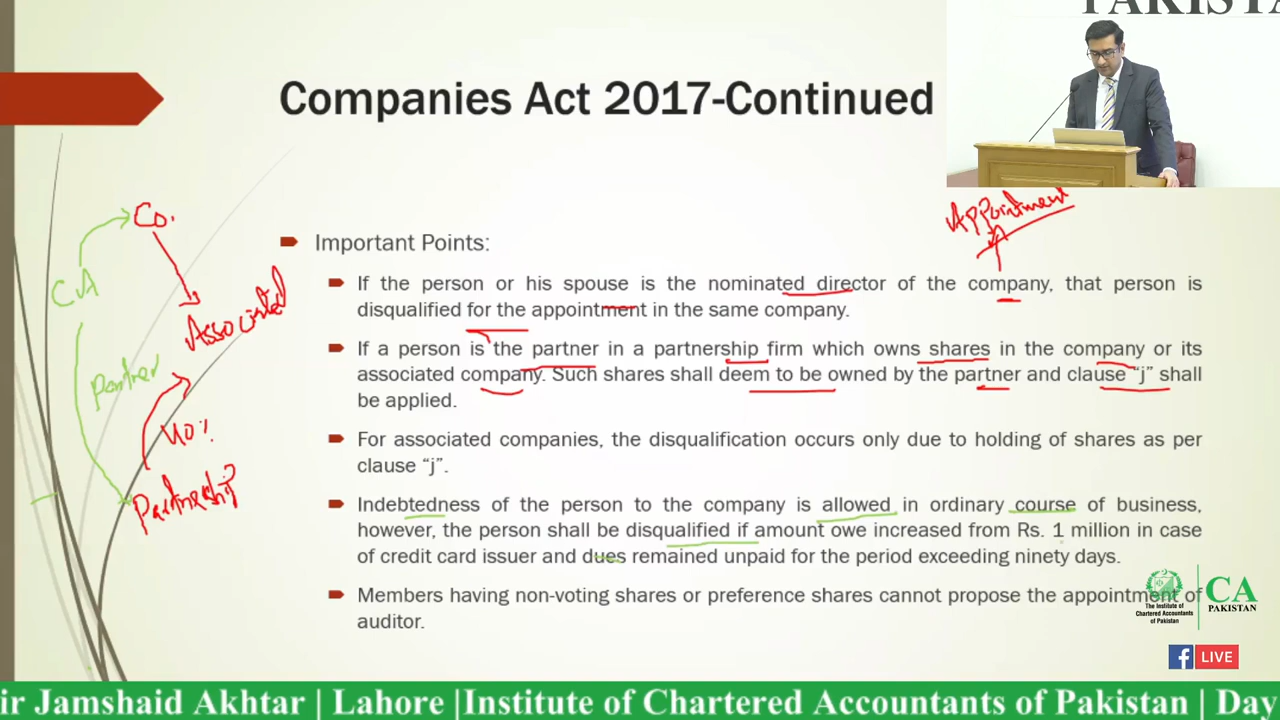 PAKISTA
Companies Act 2017-Continued
Appointment
Co.
CA
Associated
Partner
40%
Partnership
Important Points:
If the person or his spouse is the nominated director of the company, that person is
disqualified for the appointment in the same company.
If a person is the partner in a partnership firm which owns shares in the company or its
associated company. Such shares shall deem to be owned by the partner and clause “j” shall
be applied.
For associated companies, the disqualification occurs only due to holding of shares as per
clause “j”.
Indebtedness of the person to the company is allowed in ordinary course of business,
however, the person shall be disqualified if amount owe increased from Rs. 1 million in case
of credit card issuer and dues remained unpaid for the period exceeding ninety days.
Members having non-voting shares or preference shares cannot propose the appointment of
auditor.
The Institute of
Chartered Accountants
of Pakistan
CA
PAKISTAN
f LIVE
ir Jamshaid Akhtar | Lahore |Institute of Chartered Accountants of Pakistan | Day